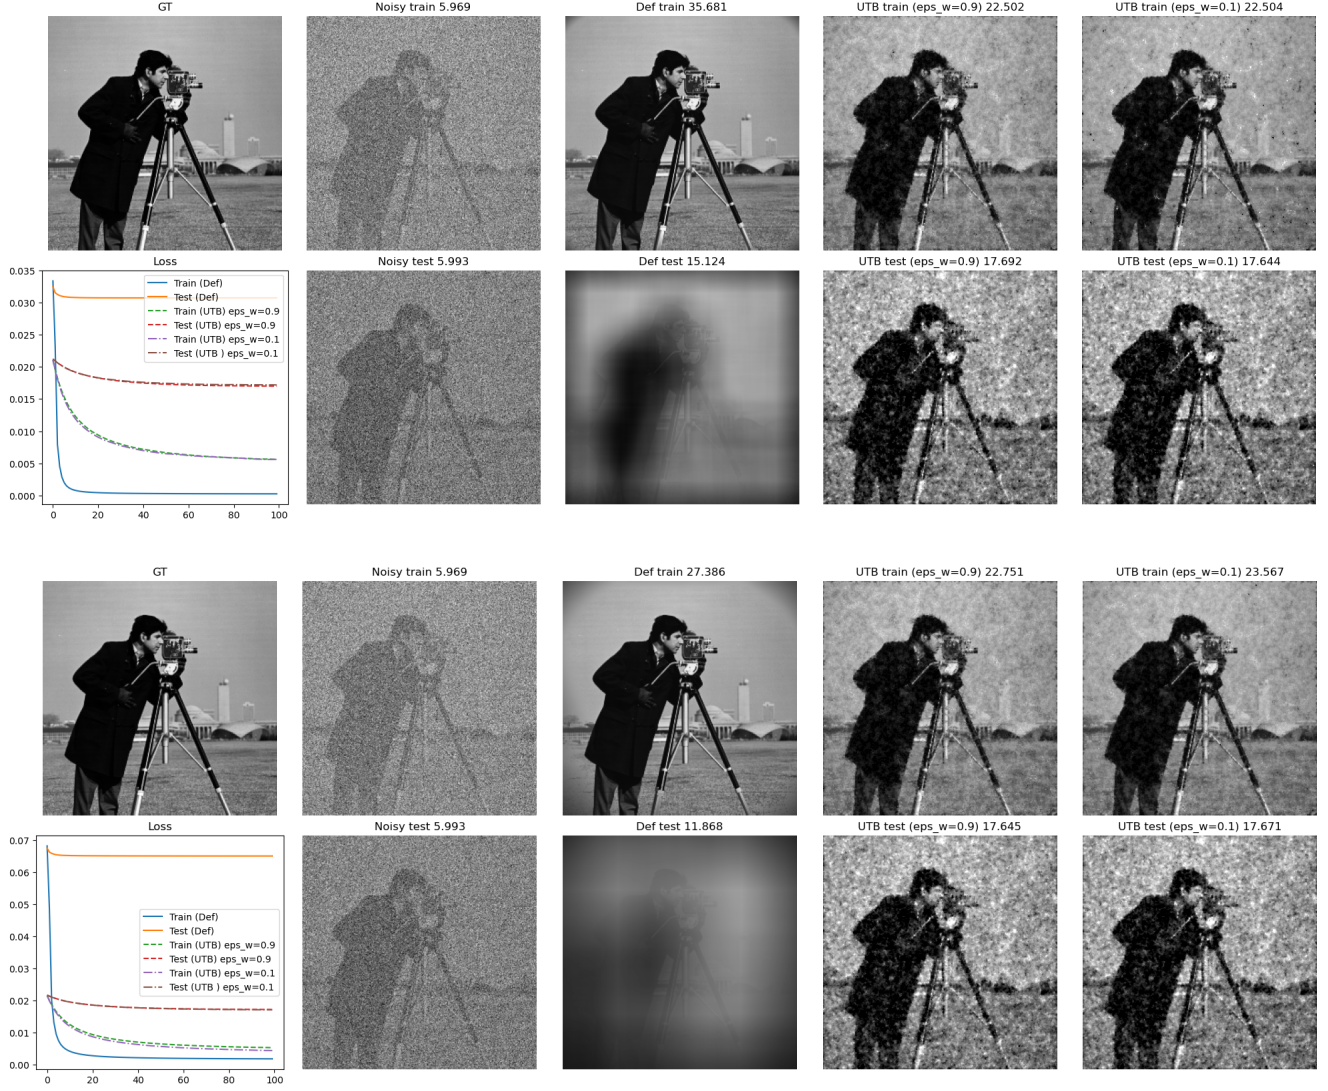 GT
Noisy train 5.969
Def train 35.681
UTB train (eps_w=0.9) 22.502
UTB train (eps_w=0.1) 22.504
Loss
Noisy test 5.993
Def test 15.124
UTB test (eps_w=0.9) 17.692
UTB test (eps_w=0.1) 17.644
0.035
0.030
0.025
0.020
0.015
0.010
0.005
0.000
Train (Def)
Test (Def)
Train (UTB) eps_w=0.9
Test (UTB) eps_w=0.9
Train (UTB) eps_w=0.1
Test (UTB ) eps_w=0.1
0 20 40 60 80 100
GT
Noisy train 5.969
Def train 27.386
UTB train (eps_w=0.9) 22.751
UTB train (eps_w=0.1) 23.567
Loss
Noisy test 5.993
Def test 11.868
UTB test (eps_w=0.9) 17.645
UTB test (eps_w=0.1) 17.671
0.07
0.06
0.05
0.04
0.03
0.02
0.01
0.00
Train (Def)
Test (Def)
Train (UTB) eps_w=0.9
Test (UTB) eps_w=0.9
Train (UTB) eps_w=0.1
Test (UTB ) eps_w=0.1
0 20 40 60 80 100